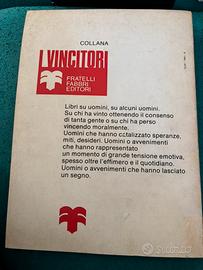 COLLANA
I VINCITORI
FRATELLI
FABBRI
EDITORI
Libri su uomini, su alcuni uomini.
Su chi ha vinto ottenendo il consenso
di tanta gente o su chi ha perso
vincendo moralmente.
Uomini che hanno cctalizzato speranze,
miti, desideri. Uomini o avvenimenti
che hanno rappresentato
un momento di grande tensione emotiva,
spesso oltre l'effimero e il quotidiano.
Uomini o avvenimenti che hanno lasciato
un segno.
subito